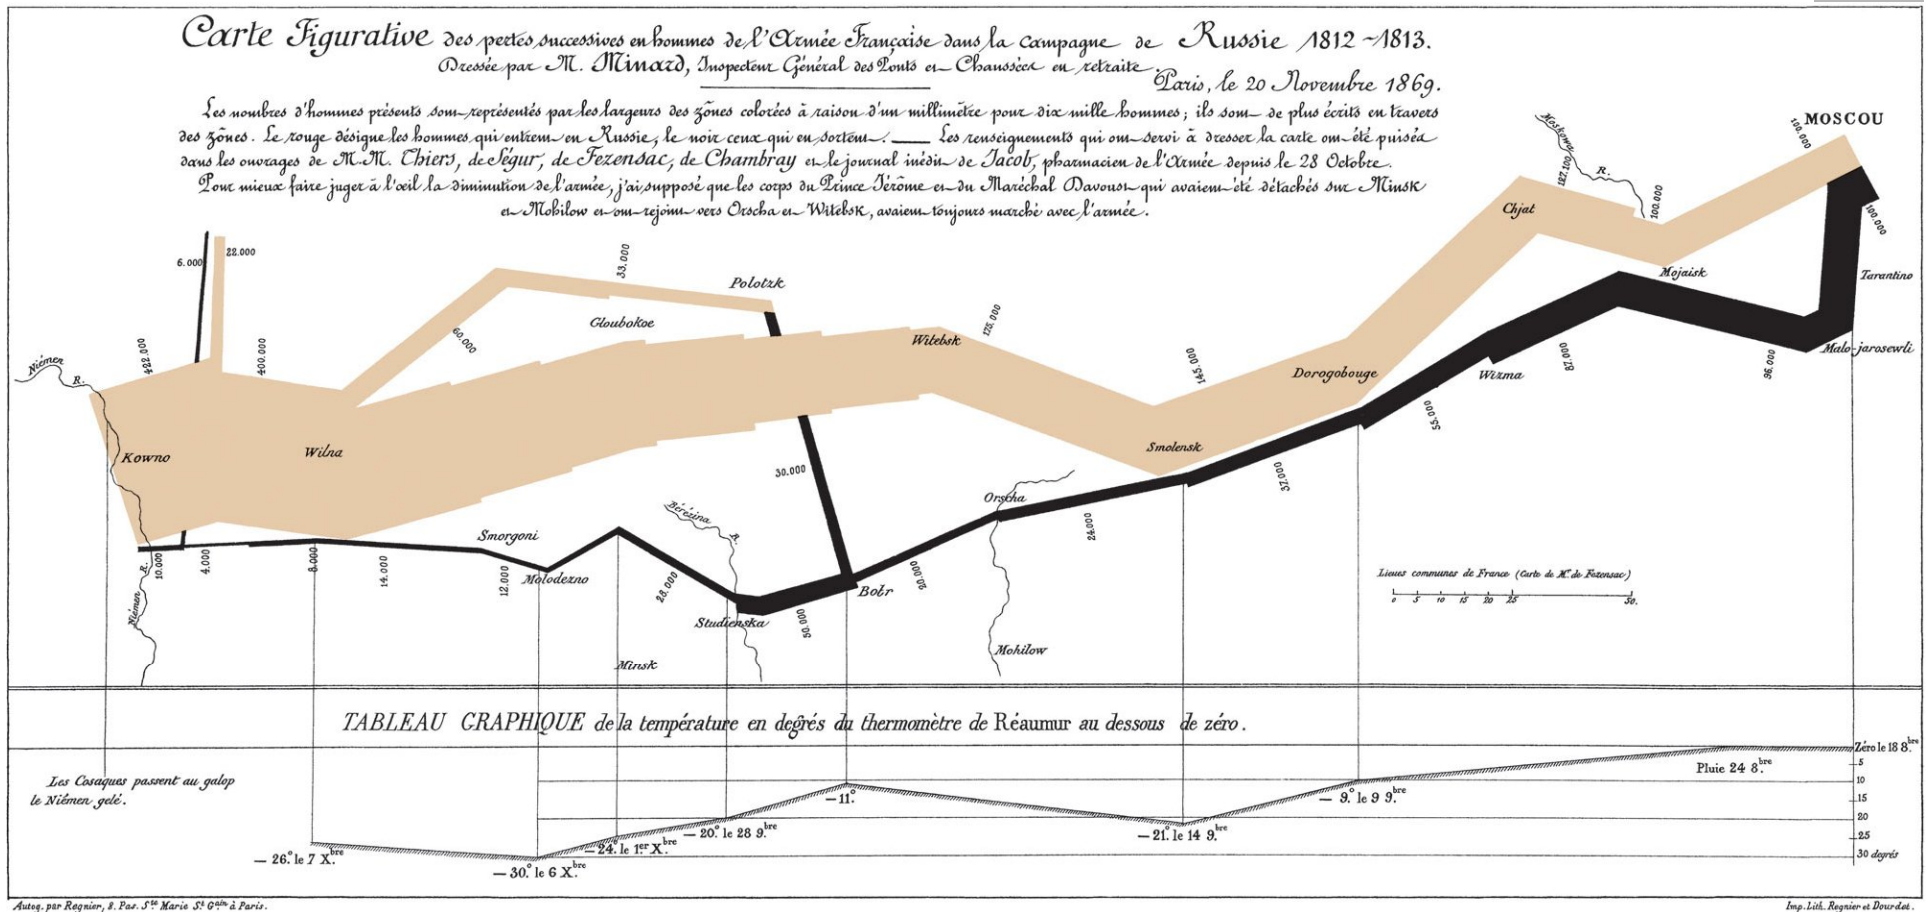 Carte Figurative des pertes successives en hommes de l'Armée Française dans la campagne de Russie 1812~1813.
Dressée par M. Minard, Inspecteur Général des Ponts et Chaussées en retraite.
Paris, le 20 Novembre 1869.
Les nombres d'hommes présents sont représentés par les largeurs des zônes colorées à raison d'un millimètre pour dix mille hommes; ils sont de plus écrits en travers
des zônes. Le rouge désigne les hommes qui entrent en Russie, le noir ceux qui en sortent. ___ Les renseignements qui ont servi à dresser la carte ont été puisés
dans les ouvrages de M.M. Thiers, de Ségur, de Fezensac, de Chambray et le journal inédit de Jacob, pharmacien de l'Armée depuis le 28 Octobre.
Pour mieux faire juger à l'œil la diminution de l'armée, j'ai supposé que les corps du Prince Jérôme et du Maréchal Davoust qui avaient été détachés sur Minsk
et Mohilow et ont rejoint vers Orscha et Witebsk, avaient toujours marché avec l'armée.
MOSCOU
100.000
Moskowa
R.
127.100
100.000
Chjat
Mojaisk
100.000
Tarantino
Malo-jarosewli
6.000
22.000
33.000
Polotzk
Gloubokoe
60.000
175.000
Witebsk
422.000
400.000
Niémen
R.
Kowno
Wilna
145.000
Dorogobouge
Smolensk
Wizma
87.000
96.000
55.000
37.000
30.000
Orscha
24.000
Bérézina
R.
Smorgoni
Molodezno
10.000
4.000
8.000
14.000
12.000
28.000
Studienska
50.000
Bobr
20.000
Niémen
R.
Minsk
Mohilow
Lieues communes de France (Carte de M. de Fezensac)
0 5 10 15 20 25 50.
TABLEAU GRAPHIQUE de la température en degrés du thermomètre de Réaumur au dessous de zéro.
Les Cosaques passent au galop
le Niémen gelé.
— 26.° le 7 X.bre
— 30.° le 6 X.bre
— 24.° le 1.er X.bre
— 20.° le 28 9.bre
— 11.°
— 21.° le 14 9.bre
— 9.° le 9 9.bre
Pluie 24 8.bre
Zéro le 18 8.bre
5
10
15
20
25
30 degrés
Autog. par Regnier, 8. Pas. S.te Marie S.t G.ain à Paris.
Imp. Lith. Regnier et Dourdet.